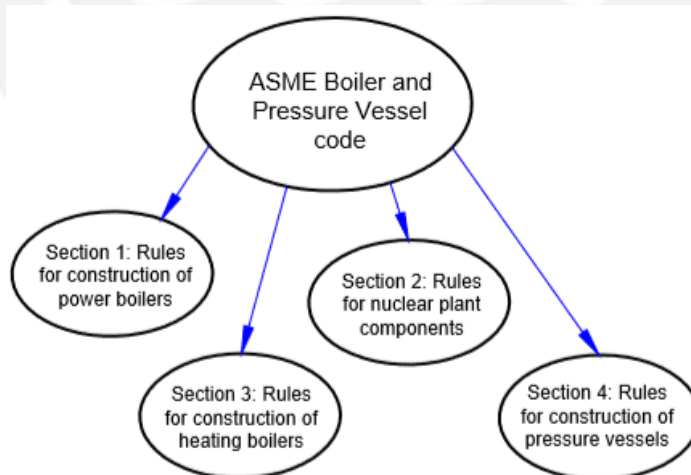 ASME Boiler and
Pressure Vessel
code
Section 1: Rules
for construction of
power boilers
Section 2: Rules
for nuclear plant
components
Section 3: Rules
for construction of
heating boilers
Section 4: Rules
for construction of
pressure vessels